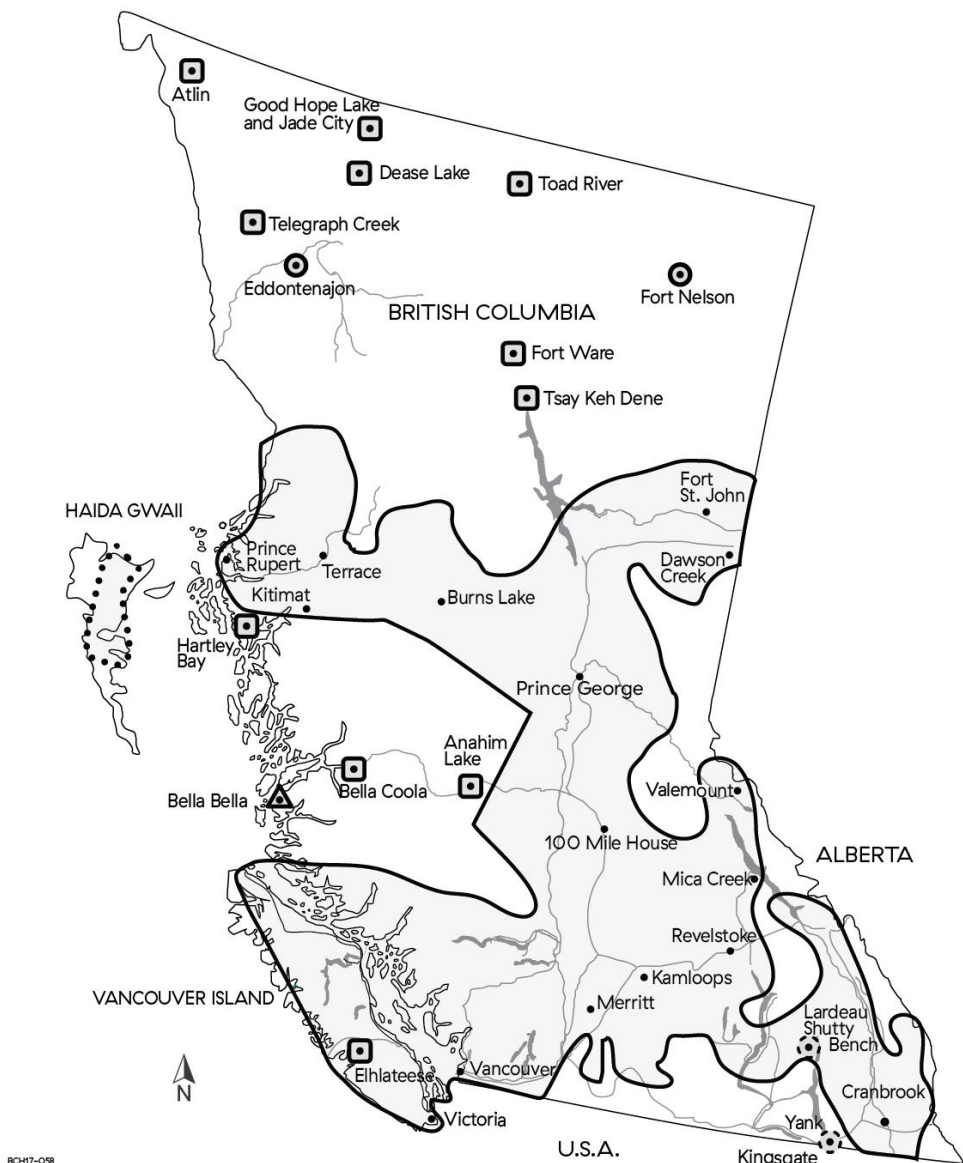 Atlin
Good Hope Lake
and Jade City
Dease Lake
Toad River
Telegraph Creek
Eddontenajon
Fort Nelson
BRITISH COLUMBIA
Fort Ware
Tsay Keh Dene
Fort
St. John
HAIDA GWAII
Prince
Rupert
Terrace
Dawson
Creek
Kitimat
Burns Lake
Hartley
Bay
Prince George
Anahim
Lake
Bella Coola
Valemount
Bella Bella
100 Mile House
ALBERTA
Mica Creek
Revelstoke
Kamloops
VANCOUVER ISLAND
Merritt
Lardeau
Shutty
Bench
Elhlateese
Vancouver
N
Cranbrook
Victoria
Yank
U.S.A.
Kingsgate
BCH17-058